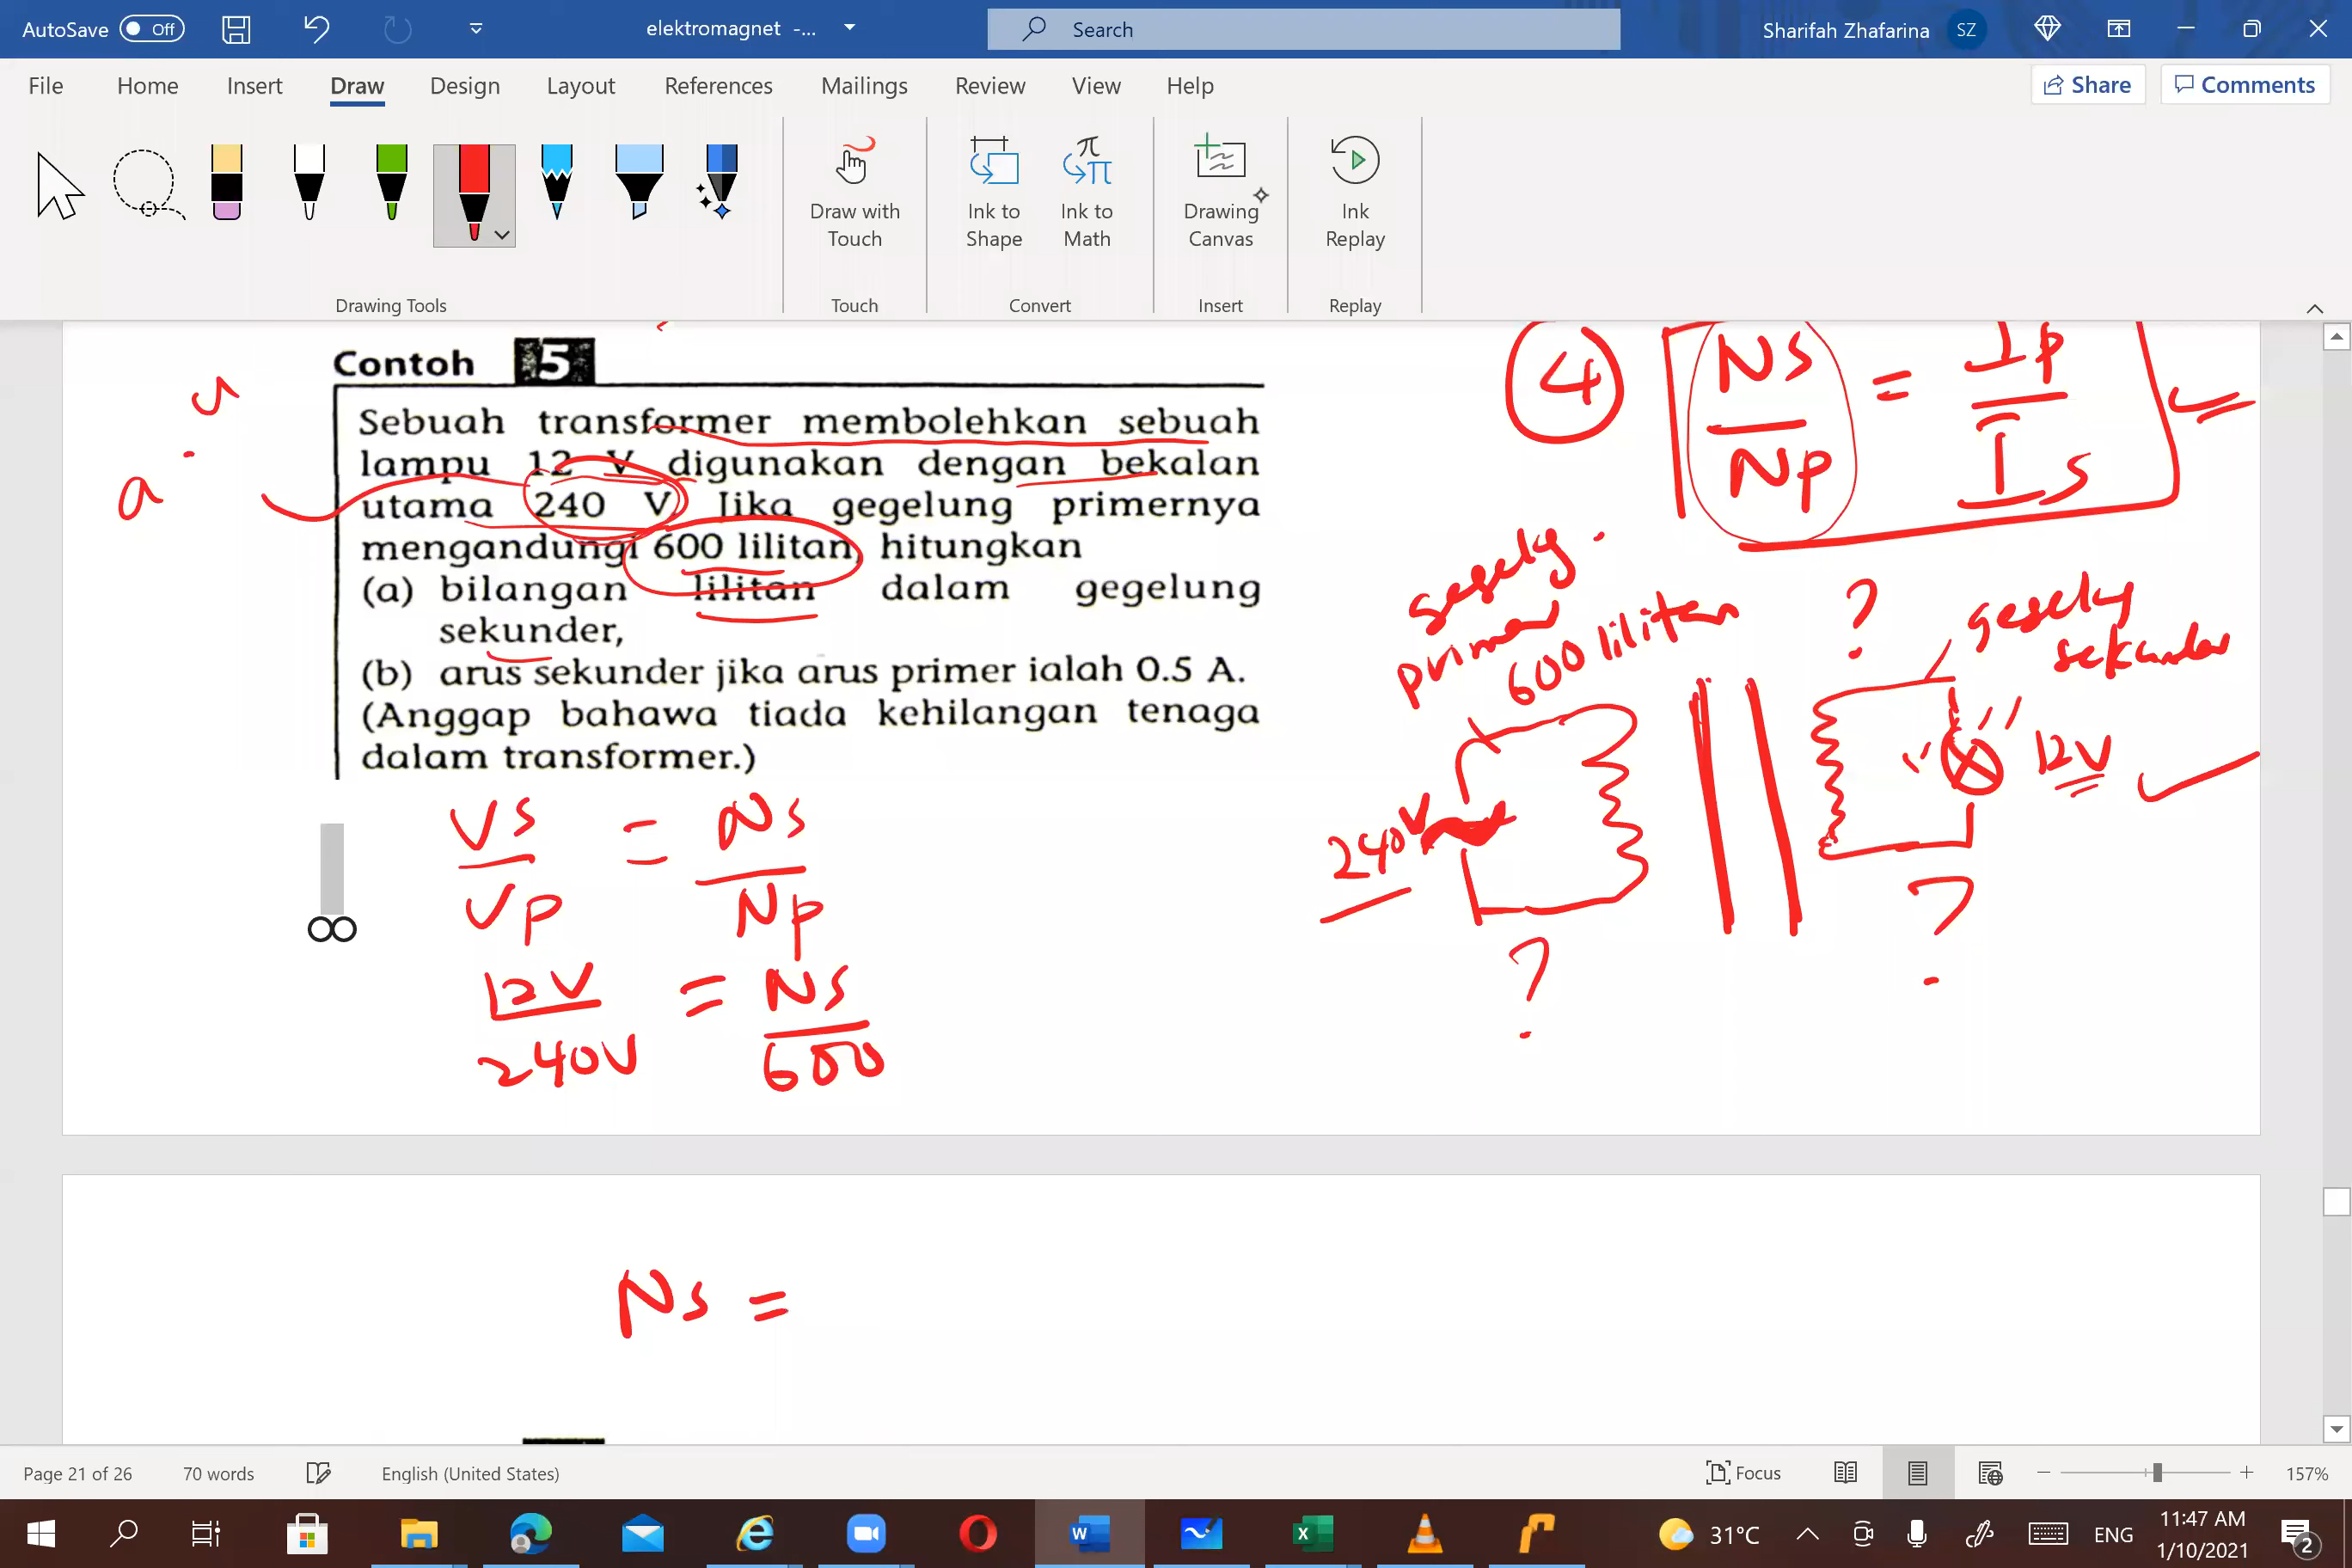 AutoSave Off elektromagnet -... Search Sharifah Zhafarina SZ
File Home Insert Draw Design Layout References Mailings Review View Help Share Comments
Draw with Touch
Ink to Shape
Ink to Math
Drawing Canvas
Ink Replay
Drawing Tools Touch Convert Insert Replay
Contoh 5
Sebuah transformer membolehkan sebuah
lampu 12 V digunakan dengan bekalan
utama 240 V. Jika gegelung primernya
mengandungi 600 lilitan, hitungkan
(a) bilangan lilitan dalam gegelung
sekunder,
(b) arus sekunder jika arus primer ialah 0.5 A.
(Anggap bahawa tiada kehilangan tenaga
dalam transformer.)
a
4
Ns = Ip
Np Is
primer
600 lilitan
?
sekunder
240V
12V
?
?
Vs = Ns
Vp Np
12V = Ns
240V 600
Ns =
Page 21 of 26 70 words English (United States) Focus 157%
31°C ENG 11:47 AM
1/10/2021
2